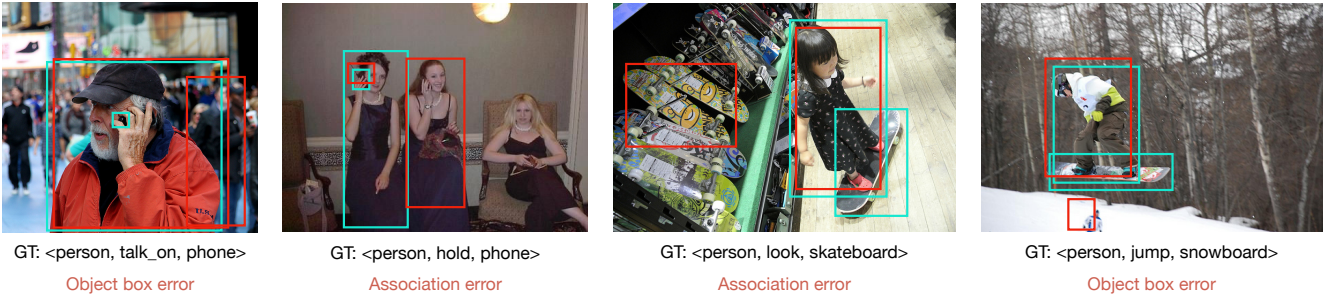 GT: <person, talk_on, phone>
Object box error
GT: <person, hold, phone>
Association error
GT: <person, look, skateboard>
Association error
GT: <person, jump, snowboard>
Object box error